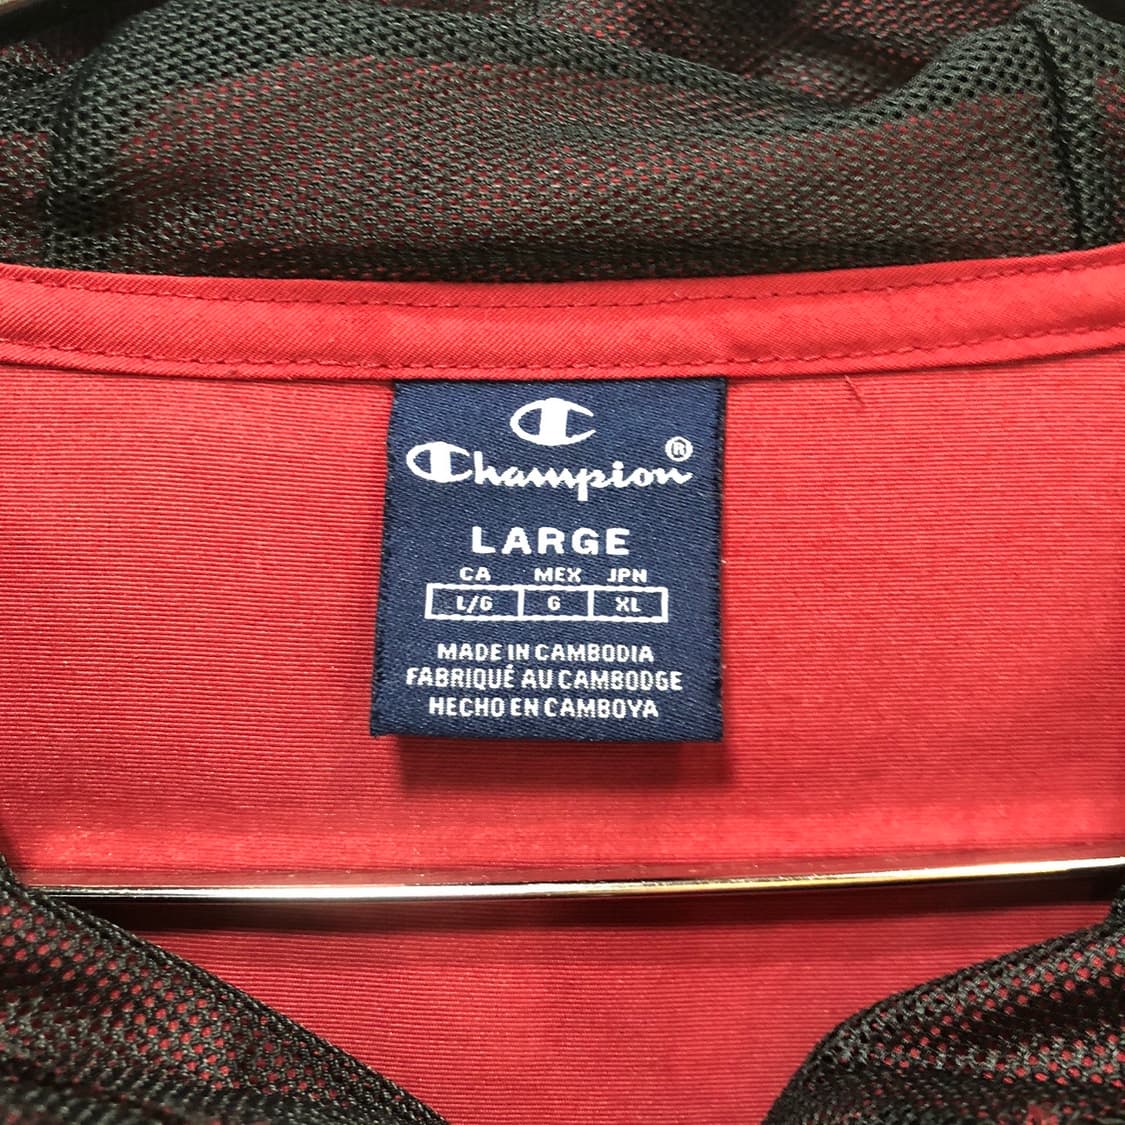 Champion®
LARGE
CA MEX JPN
L/G G XL
MADE IN CAMBODIA
FABRIQUÉ AU CAMBODGE
HECHO EN CAMBOYA